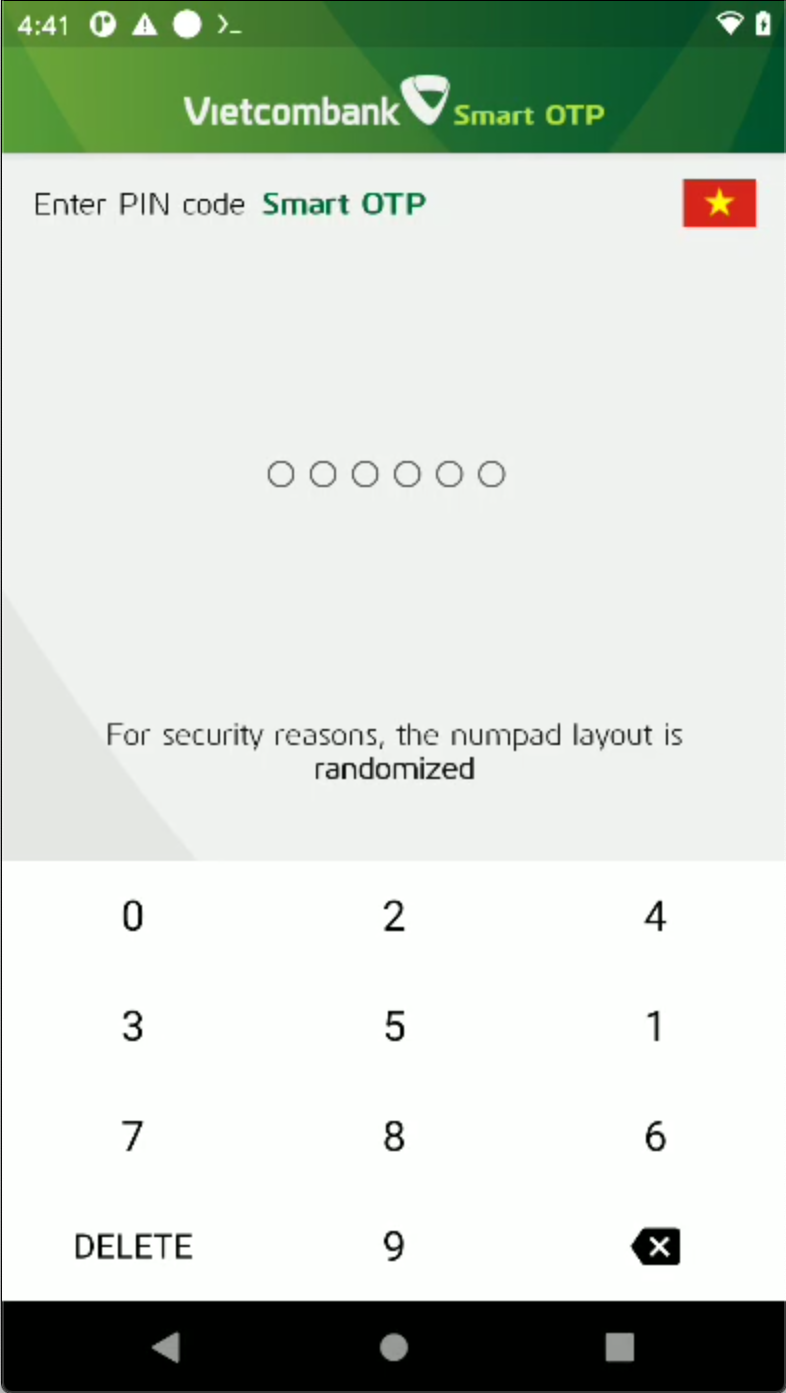 4:41
Vietcombank Smart OTP
Enter PIN code Smart OTP
For security reasons, the numpad layout is
randomized
0 2 4
3 5 1
7 8 6
DELETE 9